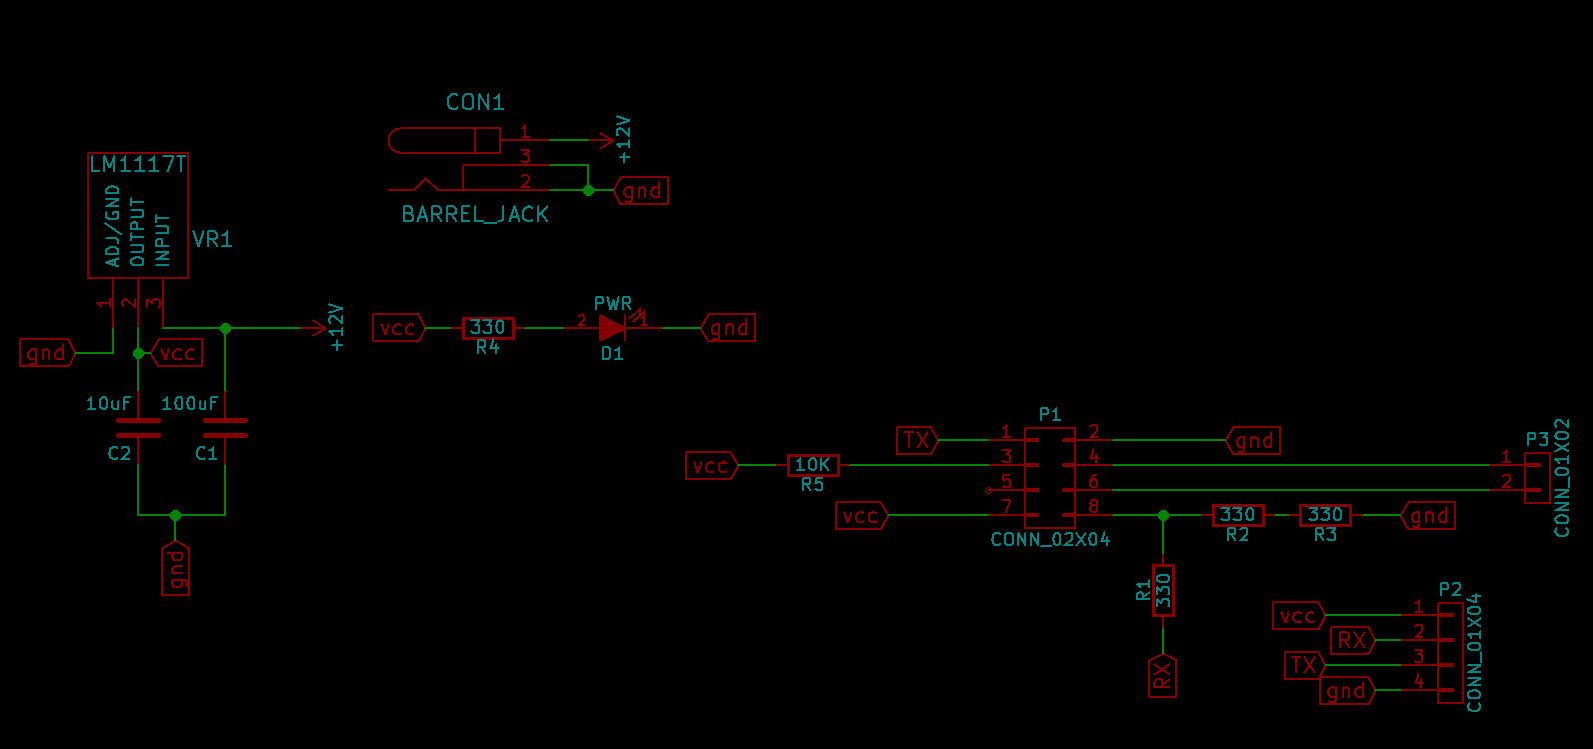 CON1
1
+12V
3
2
gnd
BARREL_JACK
LM1117T
ADJ/GND
OUTPUT
INPUT
VR1
1
2
3
+12V
gnd
vcc
10uF
100uF
C2
C1
gnd
vcc
330
R4
PWR
2
1
D1
gnd
P1
TX
1
2
gnd
vcc
10K
R5
3
4
5
6
vcc
7
8
CONN_02X04
330
R2
330
R3
gnd
P3
1
2
CONN_01X02
R1
330
RX
P2
vcc
1
RX
2
TX
3
gnd
4
CONN_01X04